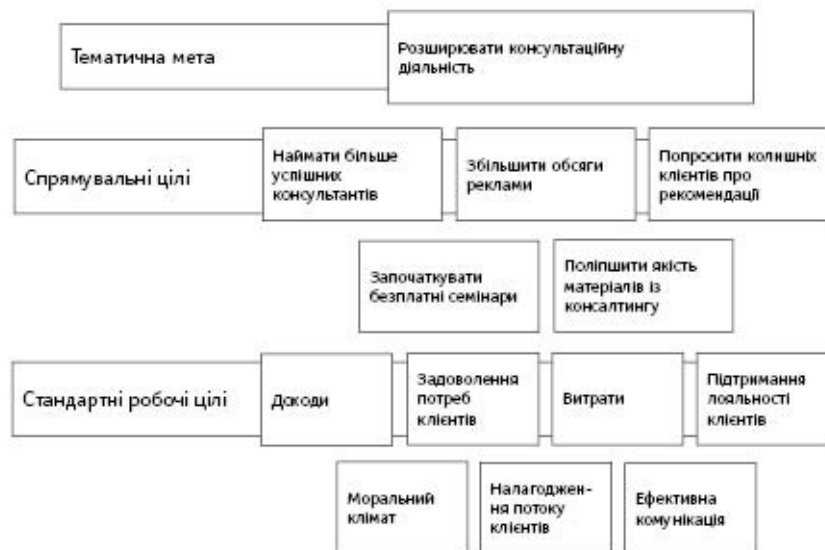 Тематична мета
Розширювати консультаційну
діяльність
Спрямувальні цілі
Наймати більше
успішних
консультантів
Збільшити обсяги
реклами
Попросити колишніх
клієнтів про
рекомендації
Започаткувати
безплатні семінари
Поліпшити якість
матеріалів із
консалтингу
Стандартні робочі цілі
Доходи
Задоволення
потреб
клієнтів
Витрати
Підтримання
лояльності
клієнтів
Моральний
клімат
Налагоджен-
ня потоку
клієнтів
Ефективна
комунікація